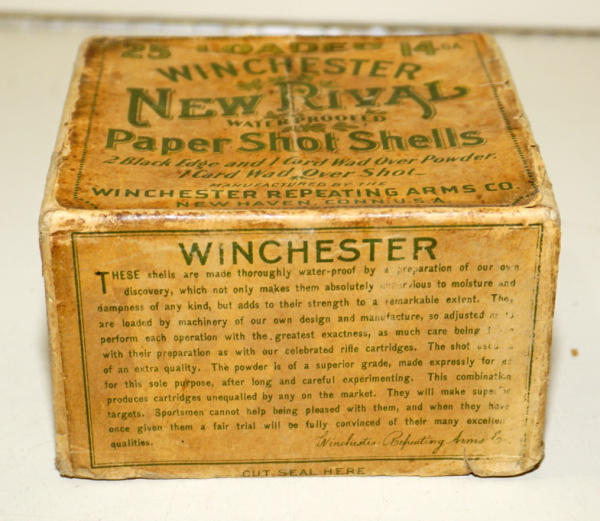 25 LOADED 14 GA
WINCHESTER
NEW RIVAL
WATERPROOFED
Paper Shot Shells
2 Black Edge and 1 Card Wad Over Powder.
1 Card Wad Over Shot
MANUFACTURED BY THE
WINCHESTER REPEATING ARMS CO.
NEW HAVEN, CONN. U.S.A.
WINCHESTER
THESE shells are made thoroughly water-proof by a preparation of our own
discovery, which not only makes them absolutely to moisture and
dampness of any kind, but adds to their strength to a remarkable extent. They
are loaded by machinery of our own design and manufacture, so adjusted as to
perform each operation with the greatest exactness, as much care being
with their preparation as with our celebrated rifle cartridges. The shot used
of an extra quality. The powder is of a superior grade, made expressly for
for this sole purpose, after long and careful experimenting. This combination
produces cartridges unequalled by any on the market. They will make superior
targets. Sportsmen cannot help being pleased with them, and when they have
once given them a fair trial will be fully convinced of their many excellent
qualities. Winchester Repeating Arms Co.
CUT SEAL HERE